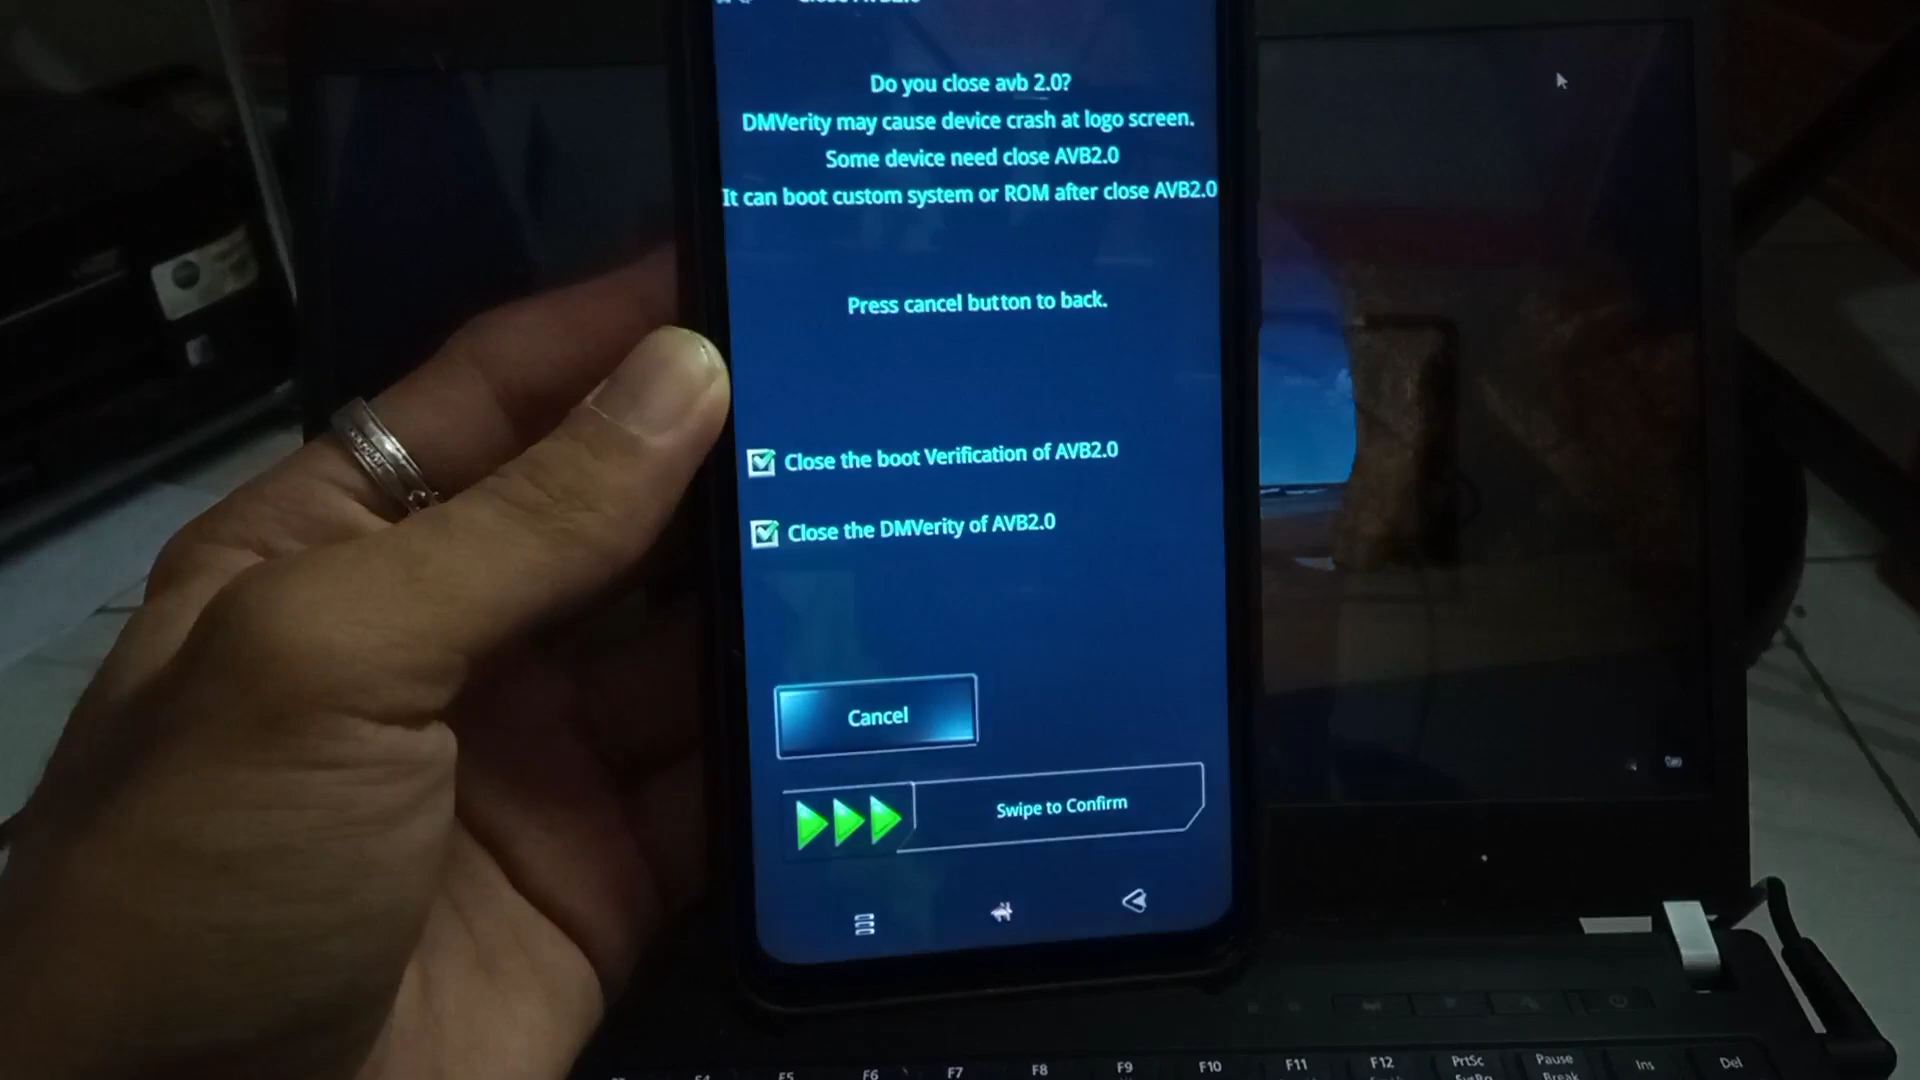 Do you close avb 2.0?
DMVerity may cause device crash at logo screen.
Some device need close AVB2.0
It can boot custom system or ROM after close AVB2.0
Press cancel button to back.
Close the boot Verification of AVB2.0
Close the DMVerity of AVB2.0
Cancel
Swipe to Confirm
F5 F6 F7 F8 F9 F10 F11 F12 PrtSc Pause Ins Del
Break